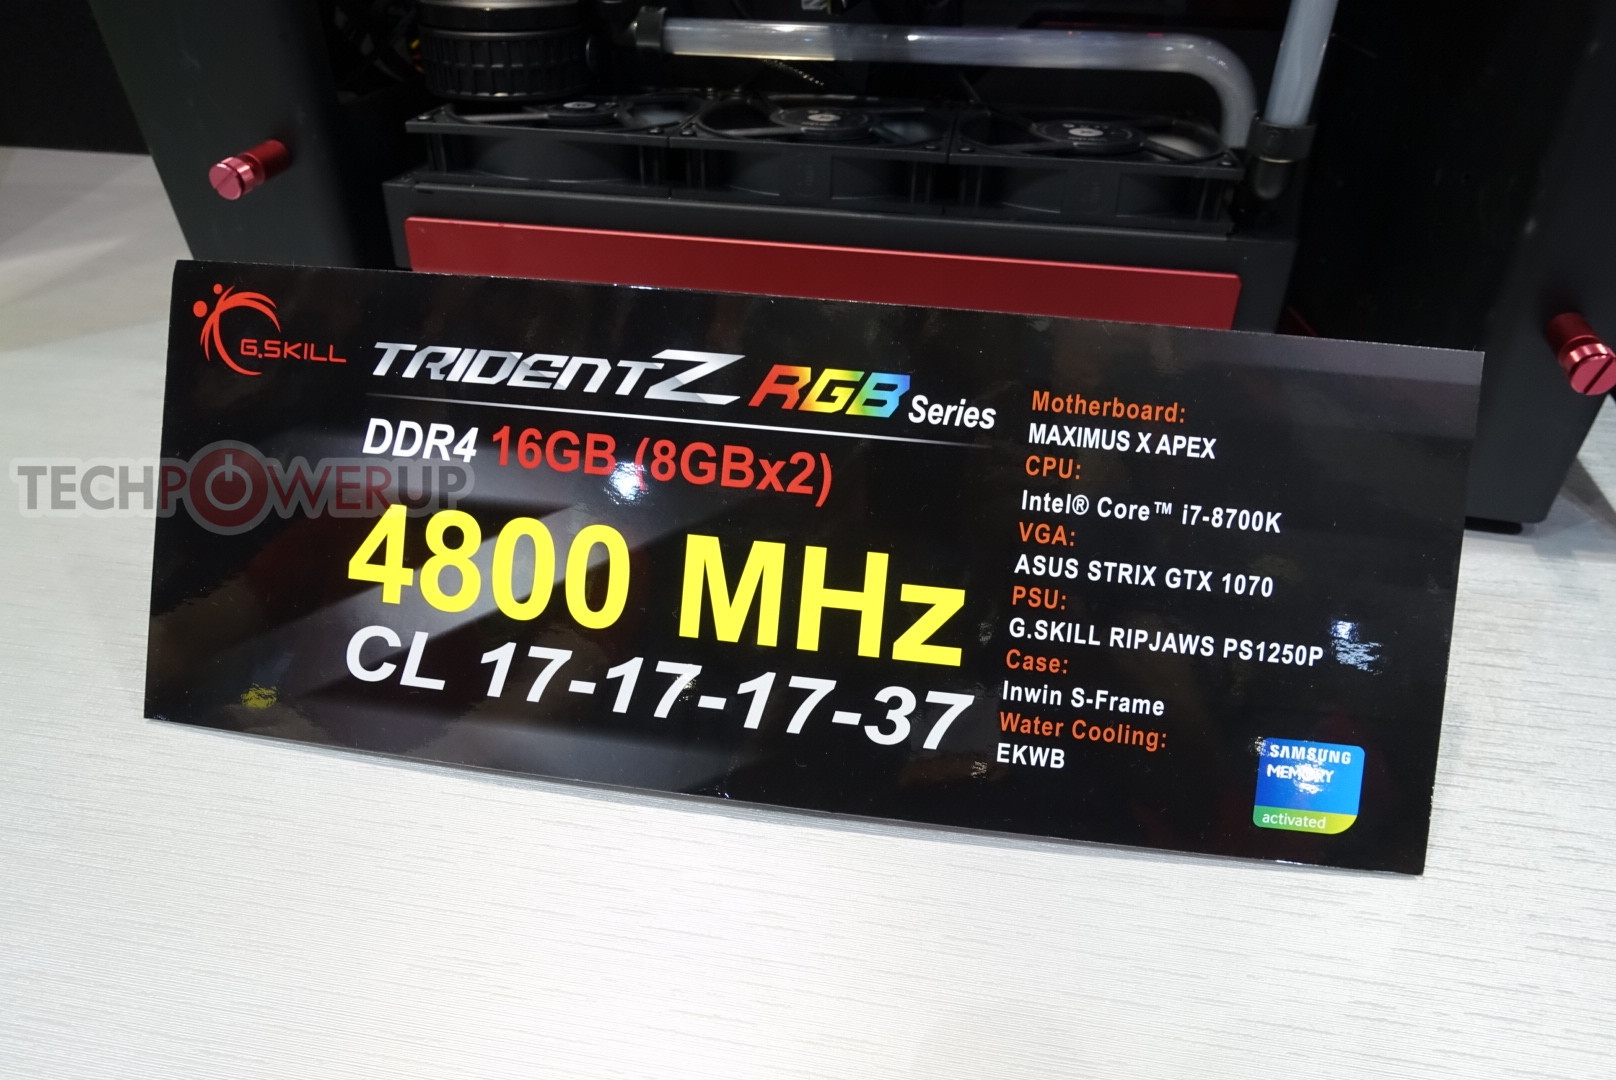 G.SKILL
TRIDENTZ RGB Series
DDR4 16GB (8GBx2)
4800 MHz
CL 17-17-17-37
Motherboard:
MAXIMUS X APEX
CPU:
Intel® Core™ i7-8700K
VGA:
ASUS STRIX GTX 1070
PSU:
G.SKILL RIPJAWS PS1250P
Case:
Inwin S-Frame
Water Cooling:
EKWB
SAMSUNG
MEMORY
activated
TECHPOWERUP